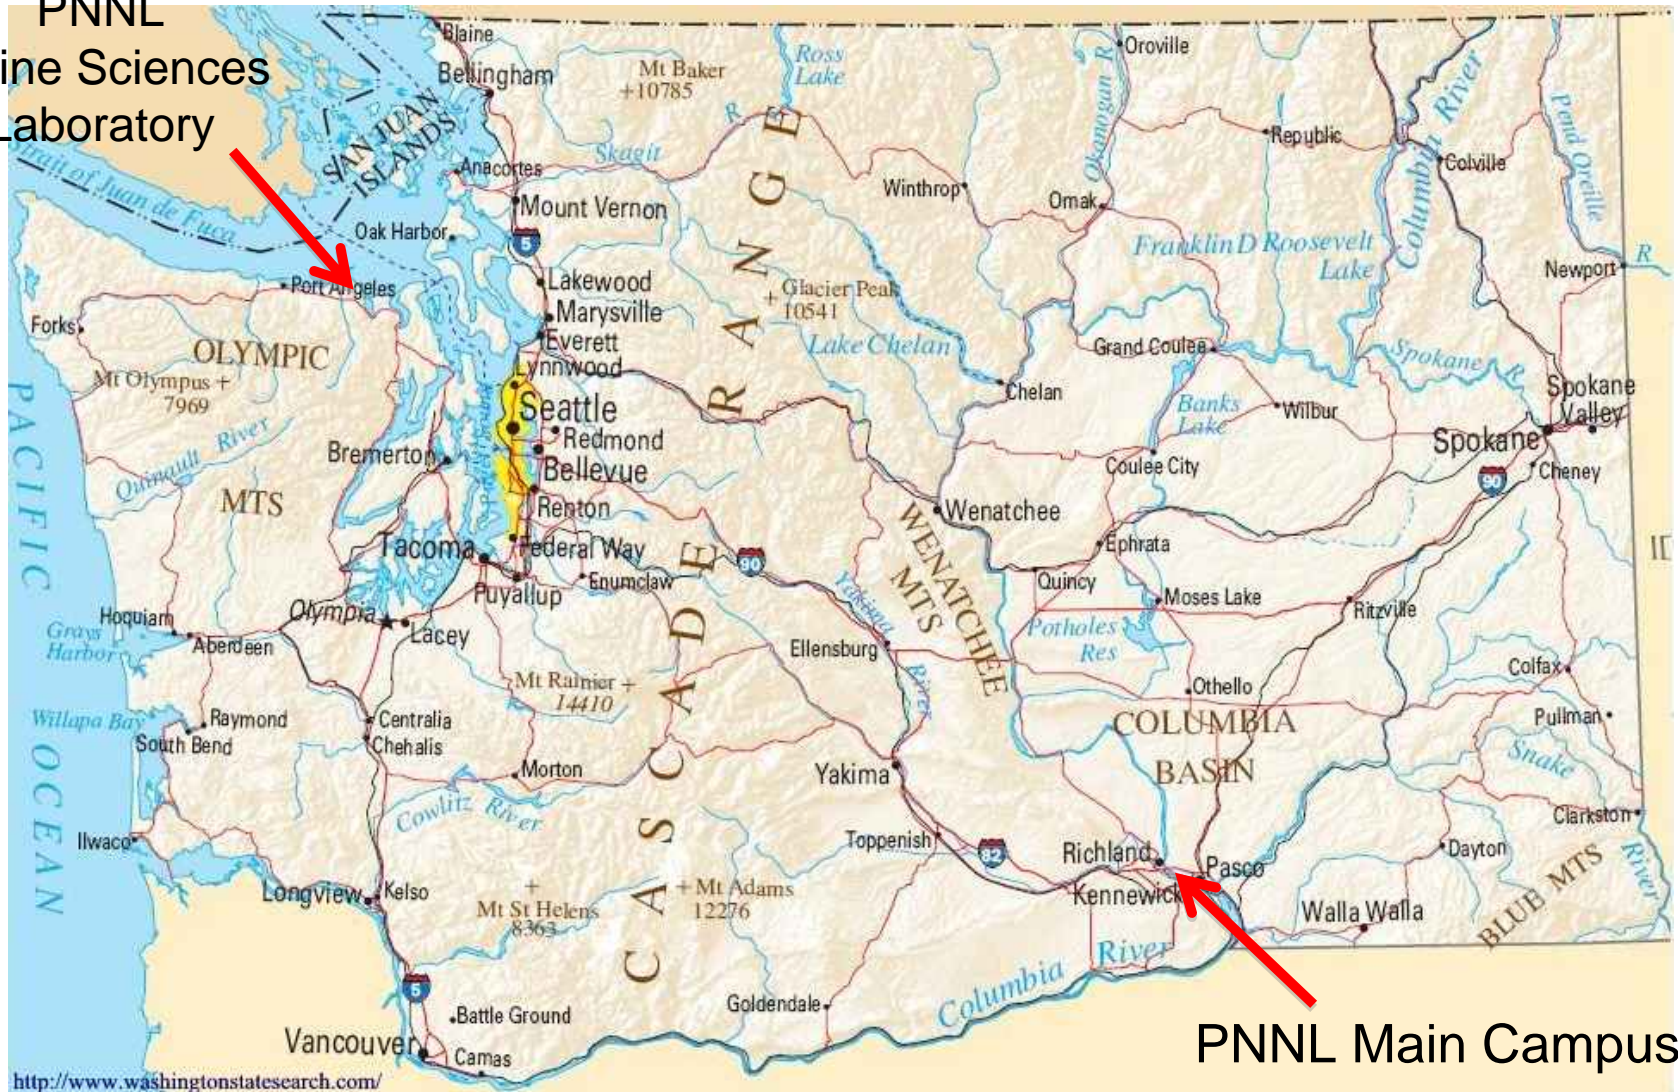 PNNL
ine Sciences
Laboratory
Blaine
Bellingham
Mt Baker
+10785
Ross
Lake
Oroville
Okanogan R
Columbia River
Pend Oreille
R
SAN JUAN
ISLANDS
Strait of Juan de Fuca
Anacortes
Skagit
R
Republic
Colville
Mount Vernon
Winthrop
Omak
Oak Harbor
5
Franklin D Roosevelt
Lake
Newport
R
Port Angeles
Lakewood
Glacier Peak
10541
Marysville
Forks
Everett
Lake Chelan
Grand Coulee
Spokane R.
OLYMPIC
MTS
Lynnwood
Mt Olympus +
7969
Chelan
Spokane
Valley
Seattle
Banks
Lake
Wilbur
Redmond
Spokane
Quinault River
Bremerton
Puget Sound
Bellevue
Coulee City
Cheney
90
Renton
Wenatchee
Tacoma
Federal Way
90
WENATCHEE
MTS
Ephrata
ID
Enumclaw
Quincy
Puyallup
Yakima River
Moses Lake
Ritzville
Hoquiam
Olympia
Grays
Harbor
Aberdeen
Lacey
Ellensburg
Potholes
Res
Colfax
Mt Rainier +
14410
Othello
Willapa Bay
Raymond
Centralia
COLUMBIA
BASIN
Pullman
South Bend
Chehalis
Snake River
Morton
Yakima
PACIFIC OCEAN
CASCADE RANGE
Cowlitz River
Clarkston
Ilwaco
Toppenish
82
Richland
Pasco
Dayton
Longview
Kelso
Mt St Helens
8363
Mt Adams
12276
Kennewick
Walla Walla
BLUE MTS
Columbia River
5
Battle Ground
Goldendale
Vancouver
Camas
PNNL Main Campus
http://www.washingtonstatesearch.com/